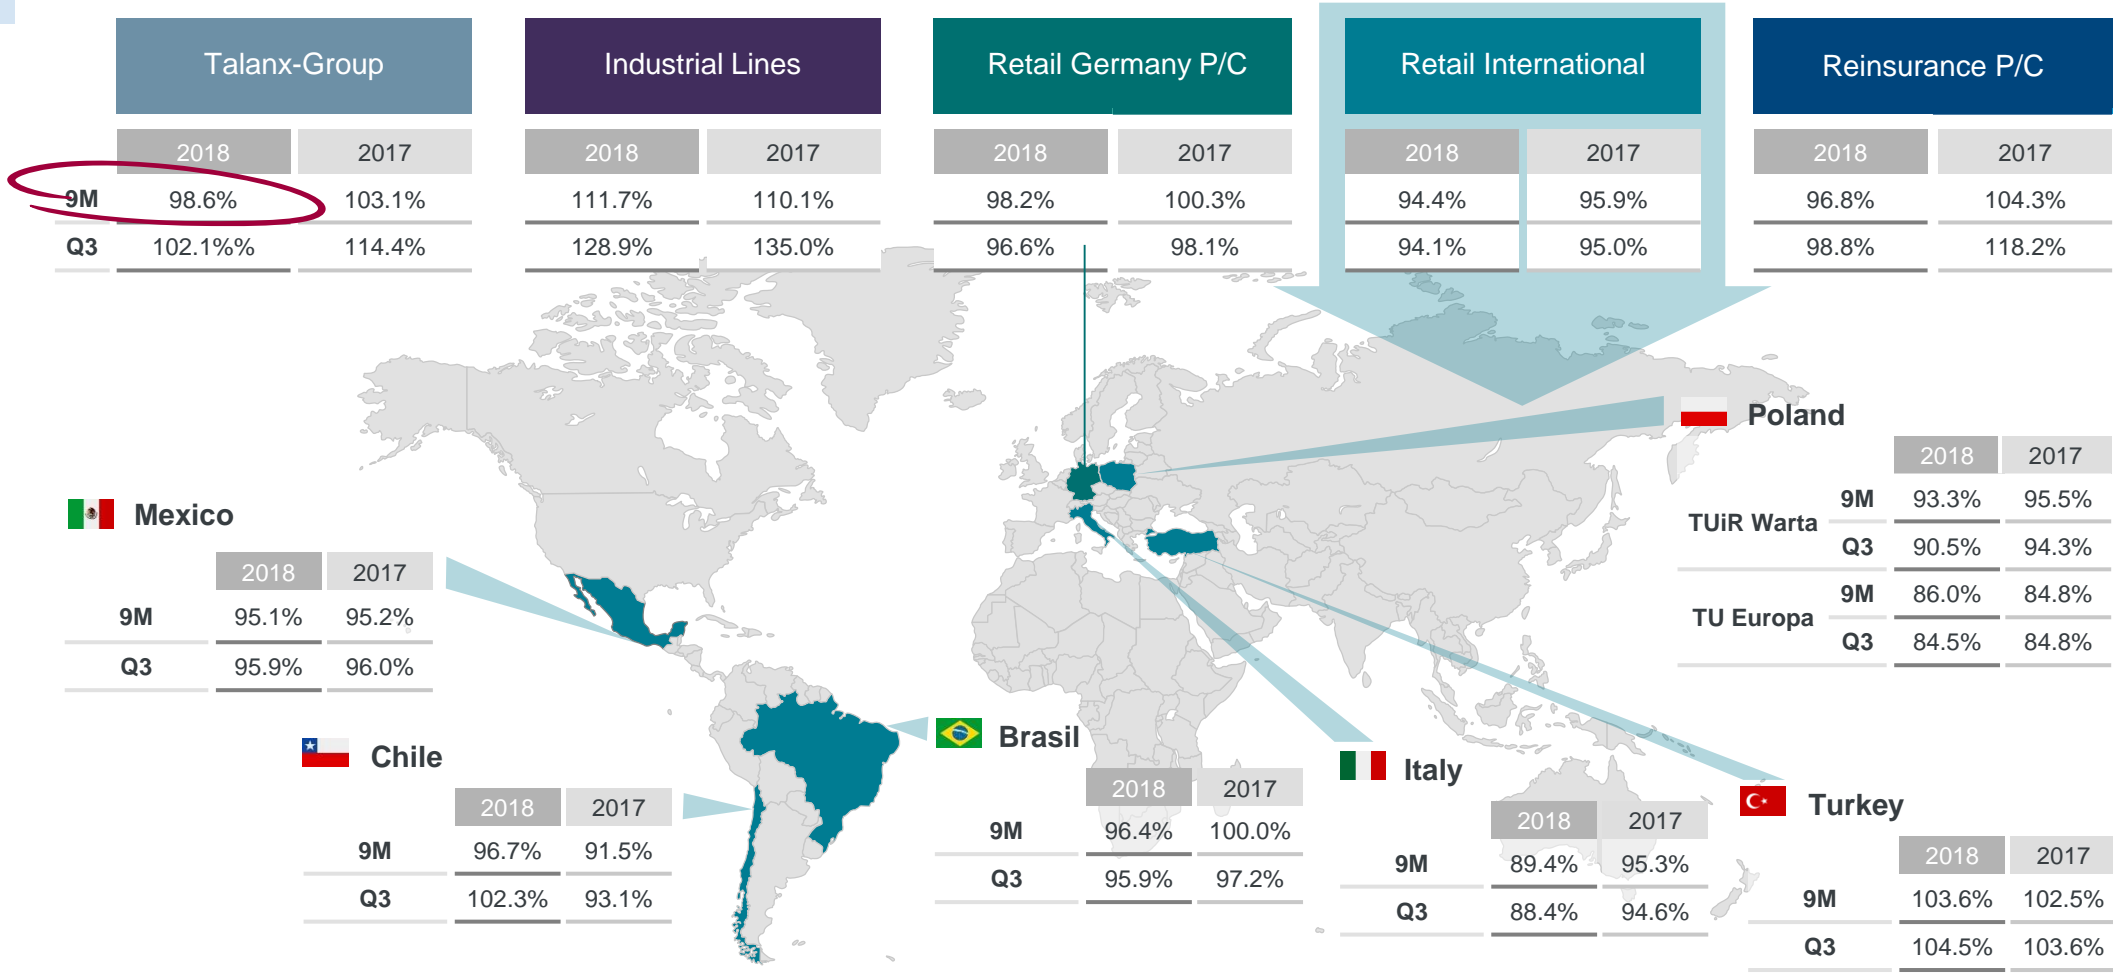 Talanx-Group
Industrial Lines
Retail Germany P/C
Retail International
Reinsurance P/C
2018 2017 2018 2017 2018 2017 2018 2017 2018 2017
9M 98.6% 103.1% 111.7% 110.1% 98.2% 100.3% 94.4% 95.9% 96.8% 104.3%
Q3 102.1%% 114.4% 128.9% 135.0% 96.6% 98.1% 94.1% 95.0% 98.8% 118.2%
Poland
2018 2017
TUiR Warta
9M 93.3% 95.5%
Q3 90.5% 94.3%
TU Europa
9M 86.0% 84.8%
Q3 84.5% 84.8%
Mexico
2018 2017
9M 95.1% 95.2%
Q3 95.9% 96.0%
Chile
2018 2017
9M 96.7% 91.5%
Q3 102.3% 93.1%
Brasil
2018 2017
9M 96.4% 100.0%
Q3 95.9% 97.2%
Italy
2018 2017
9M 89.4% 95.3%
Q3 88.4% 94.6%
Turkey
2018 2017
9M 103.6% 102.5%
Q3 104.5% 103.6%